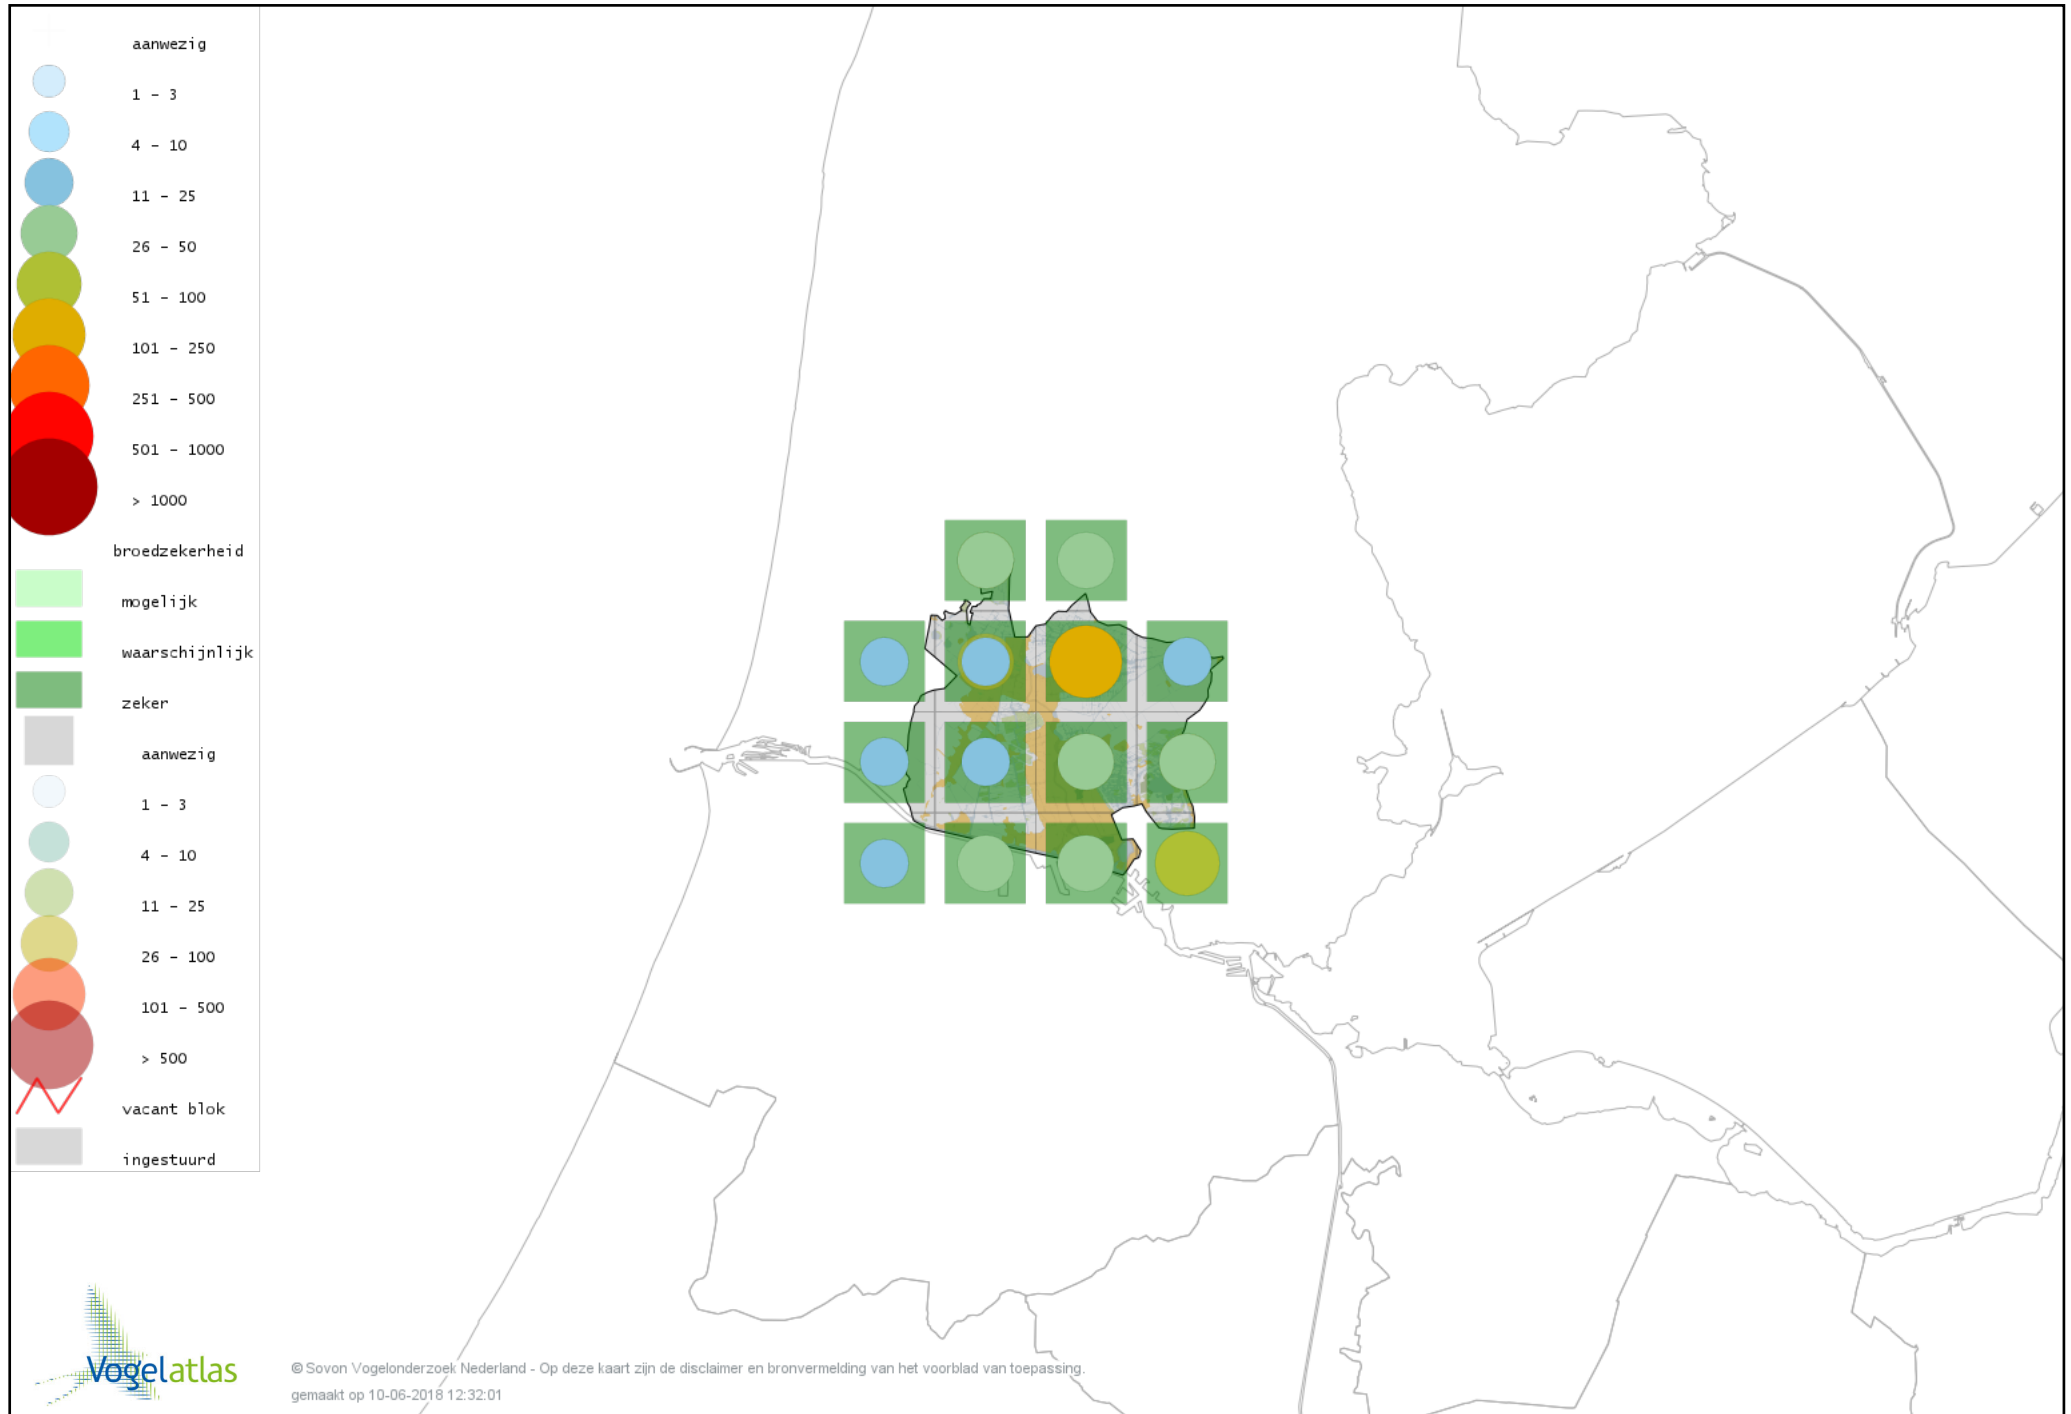 aanwezig
1 - 3
4 - 10
11 - 25
26 - 50
51 - 100
101 - 250
251 - 500
501 - 1000
> 1000
broedzekerheid
mogelijk
waarschijnlijk
zeker
aanwezig
1 - 3
4 - 10
11 - 25
26 - 100
101 - 500
> 500
vacant blok
ingestuurd
Vogelatlas
© Sovon Vogelonderzoek Nederland - Op deze kaart zijn de disclaimer en bronvermelding van het voorblad van toepassing.
gemaakt op 10-06-2018 12:32:01